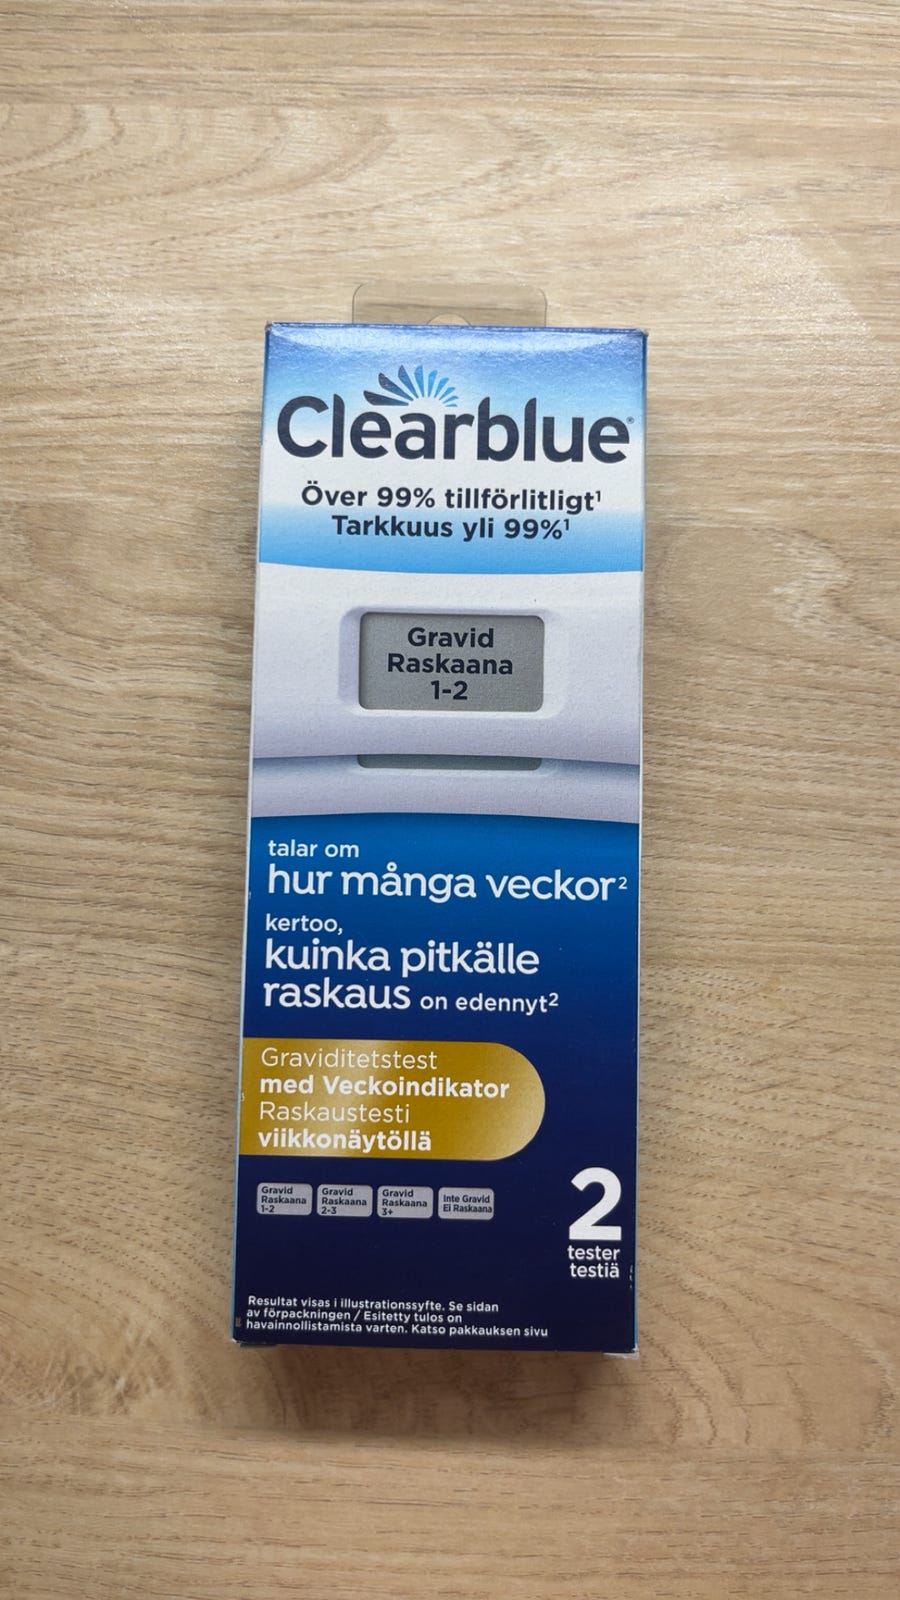 Clearblue®
Över 99% tillförlitligt¹
Tarkkuus yli 99%¹
Gravid
Raskaana
1-2
talar om
hur många veckor²
kertoo,
kuinka pitkälle
raskaus on edennyt²
Graviditetstest
med Veckoindikator
Raskaustesti
viikkonäytöllä
Gravid
Raskaana
1-2
Gravid
Raskaana
2-3
Gravid
Raskaana
3+
Inte Gravid
Ei Raskaana
2
tester
testiä
Resultat visas i illustrationssyfte. Se sidan
av förpackningen / Esitetty tulos on
havainnollistamista varten. Katso pakkauksen sivu